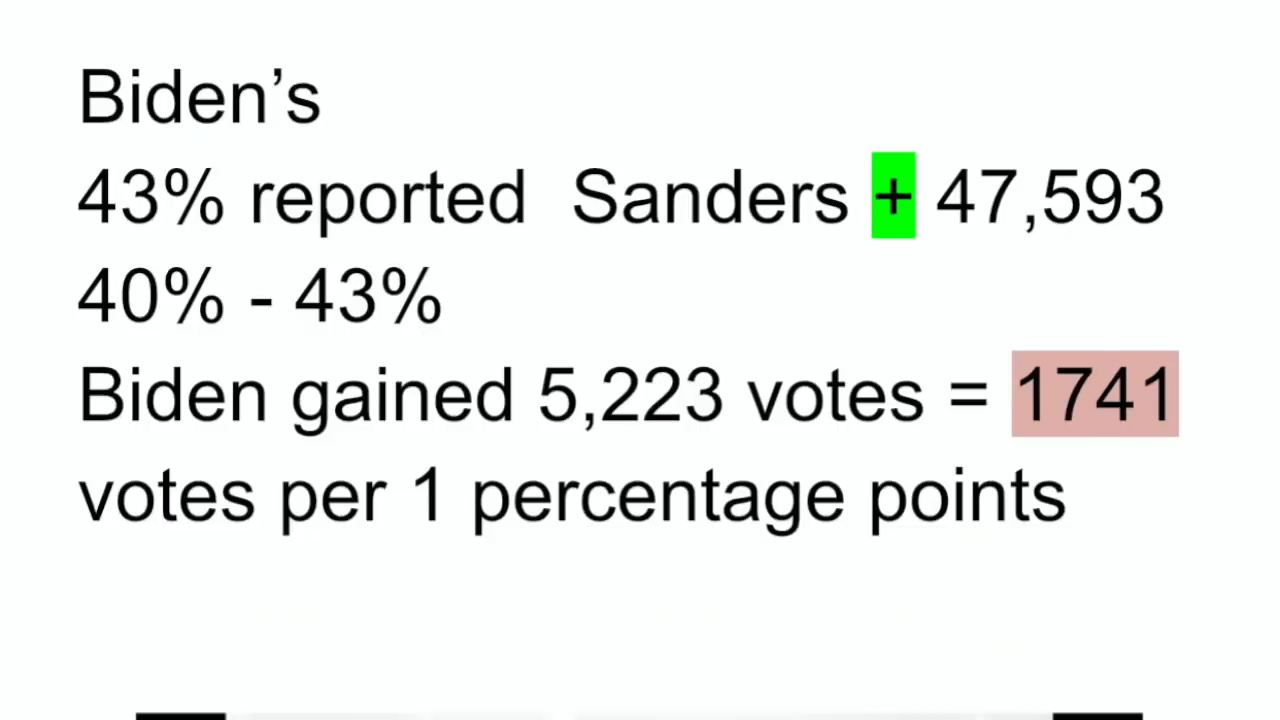 Biden’s
43% reported  Sanders + 47,593
40% - 43%
Biden gained 5,223 votes = 1741
votes per 1 percentage points